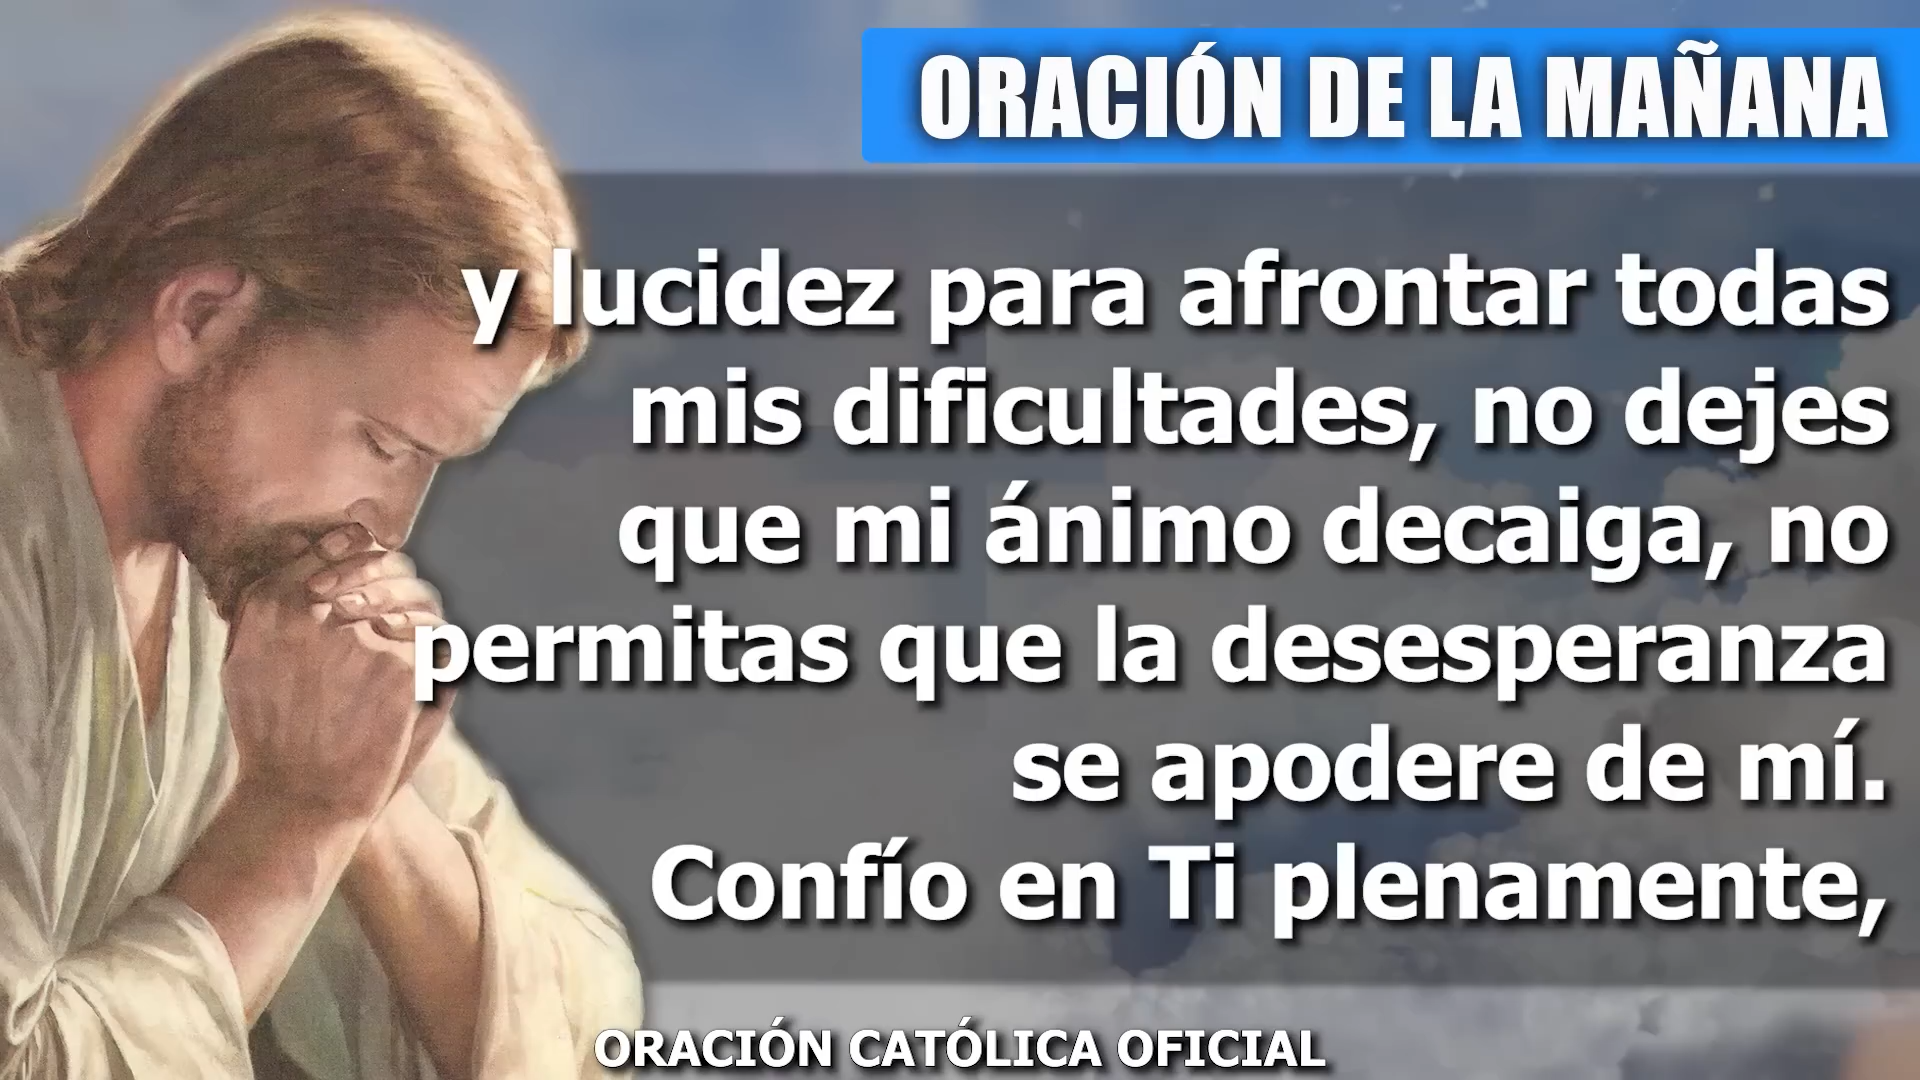 ORACIÓN DE LA MAÑANA
y lucidez para afrontar todas
mis dificultades, no dejes
que mi ánimo decaiga, no
permitas que la desesperanza
se apodere de mí.
Confío en Ti plenamente,
ORACIÓN CATÓLICA OFICIAL